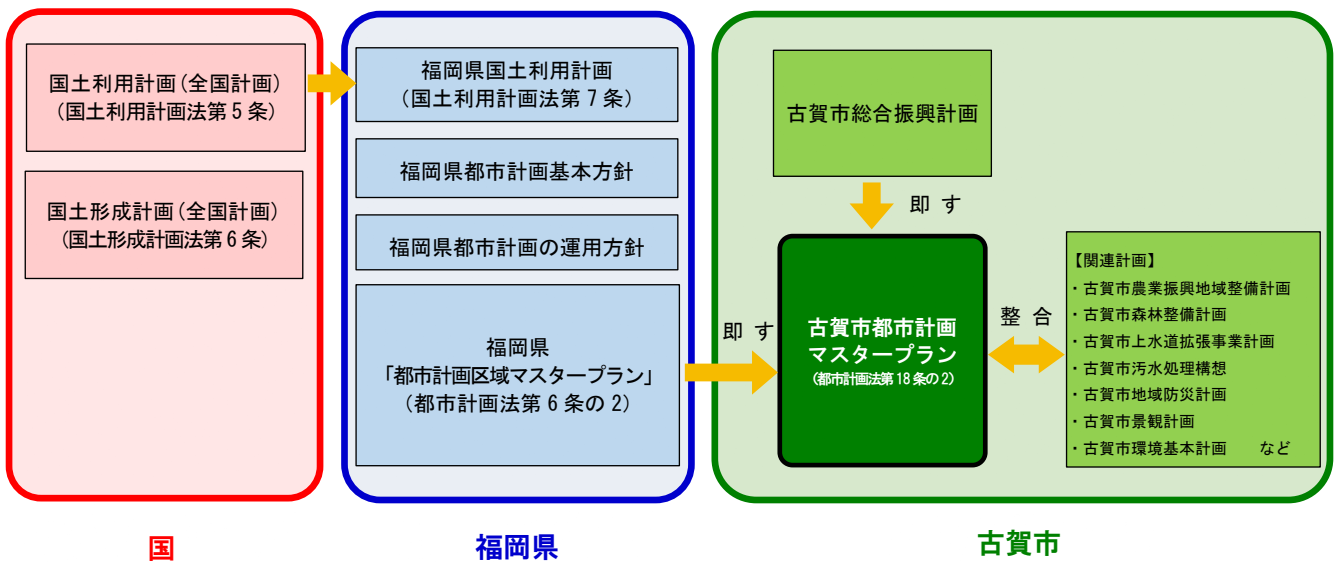 国土利用計画(全国計画)
(国土利用計画法第5条)
国土形成計画(全国計画)
(国土形成計画法第6条)
国
福岡県国土利用計画
(国土利用計画法第7条)
福岡県都市計画基本方針
福岡県都市計画の運用方針
福岡県
「都市計画区域マスタープラン」
(都市計画法第6条の2)
福岡県
古賀市総合振興計画
即す
即す
古賀市都市計画
マスタープラン
(都市計画法第18条の2)
整合
【関連計画】
・古賀市農業振興地域整備計画
・古賀市森林整備計画
・古賀市上水道拡張事業計画
・古賀市汚水処理構想
・古賀市地域防災計画
・古賀市景観計画
・古賀市環境基本計画　など
古賀市